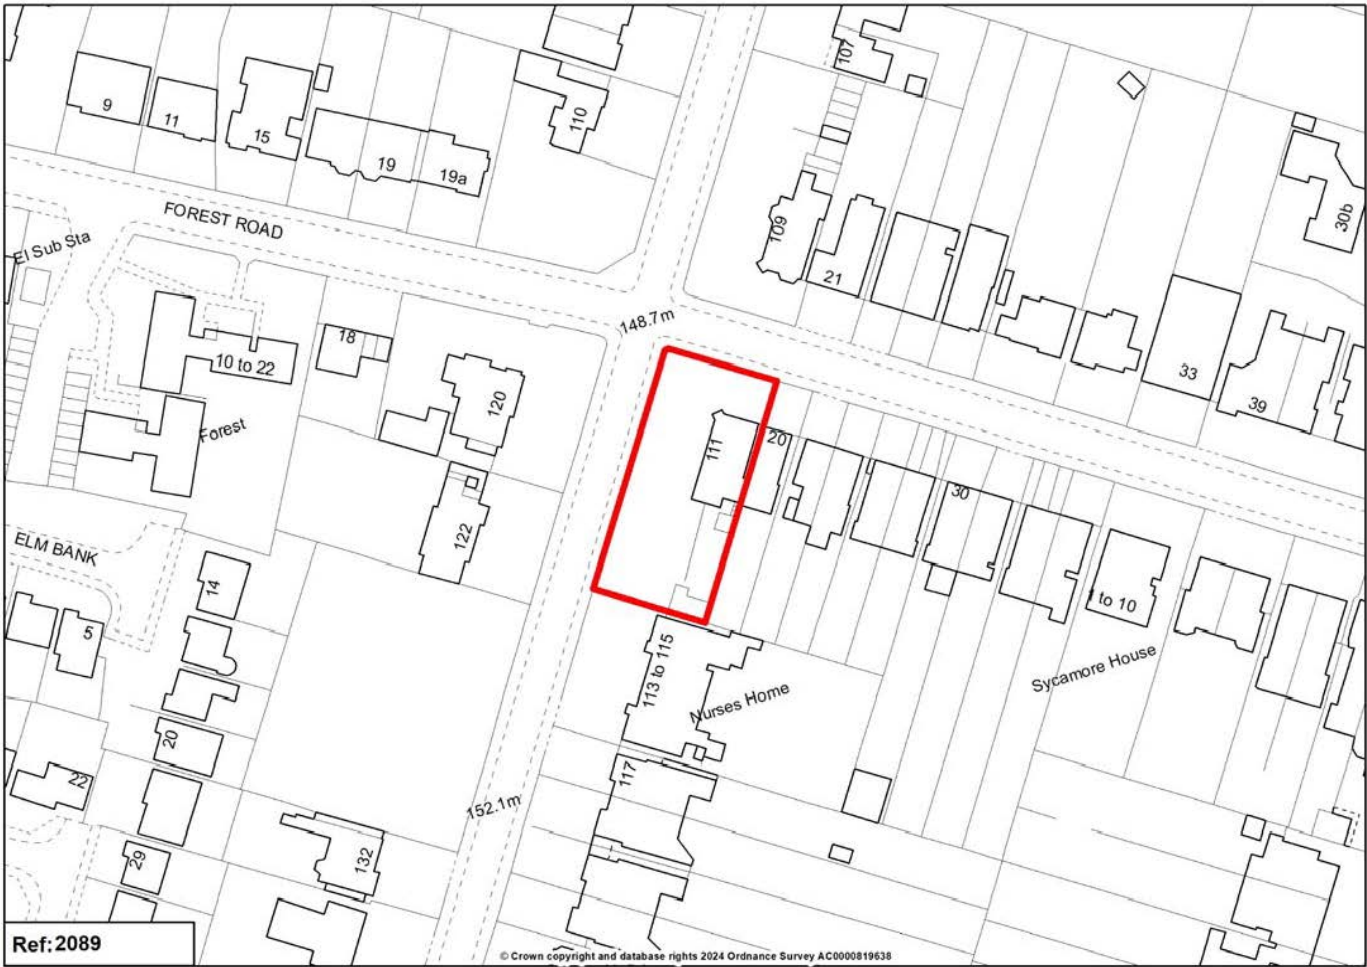 107
9
11
15
110
19
19a
FOREST ROAD
109
30b
El Sub Sta
21
148.7m
18
10 to 22
33
120
39
Forest
111
20
30
122
ELM BANK
14
1 to 10
5
113 to 115
Sycamore House
Nurses Home
20
117
22
152.1m
29
132
Ref: 2089
© Crown copyright and database rights 2024 Ordnance Survey AC0000819638